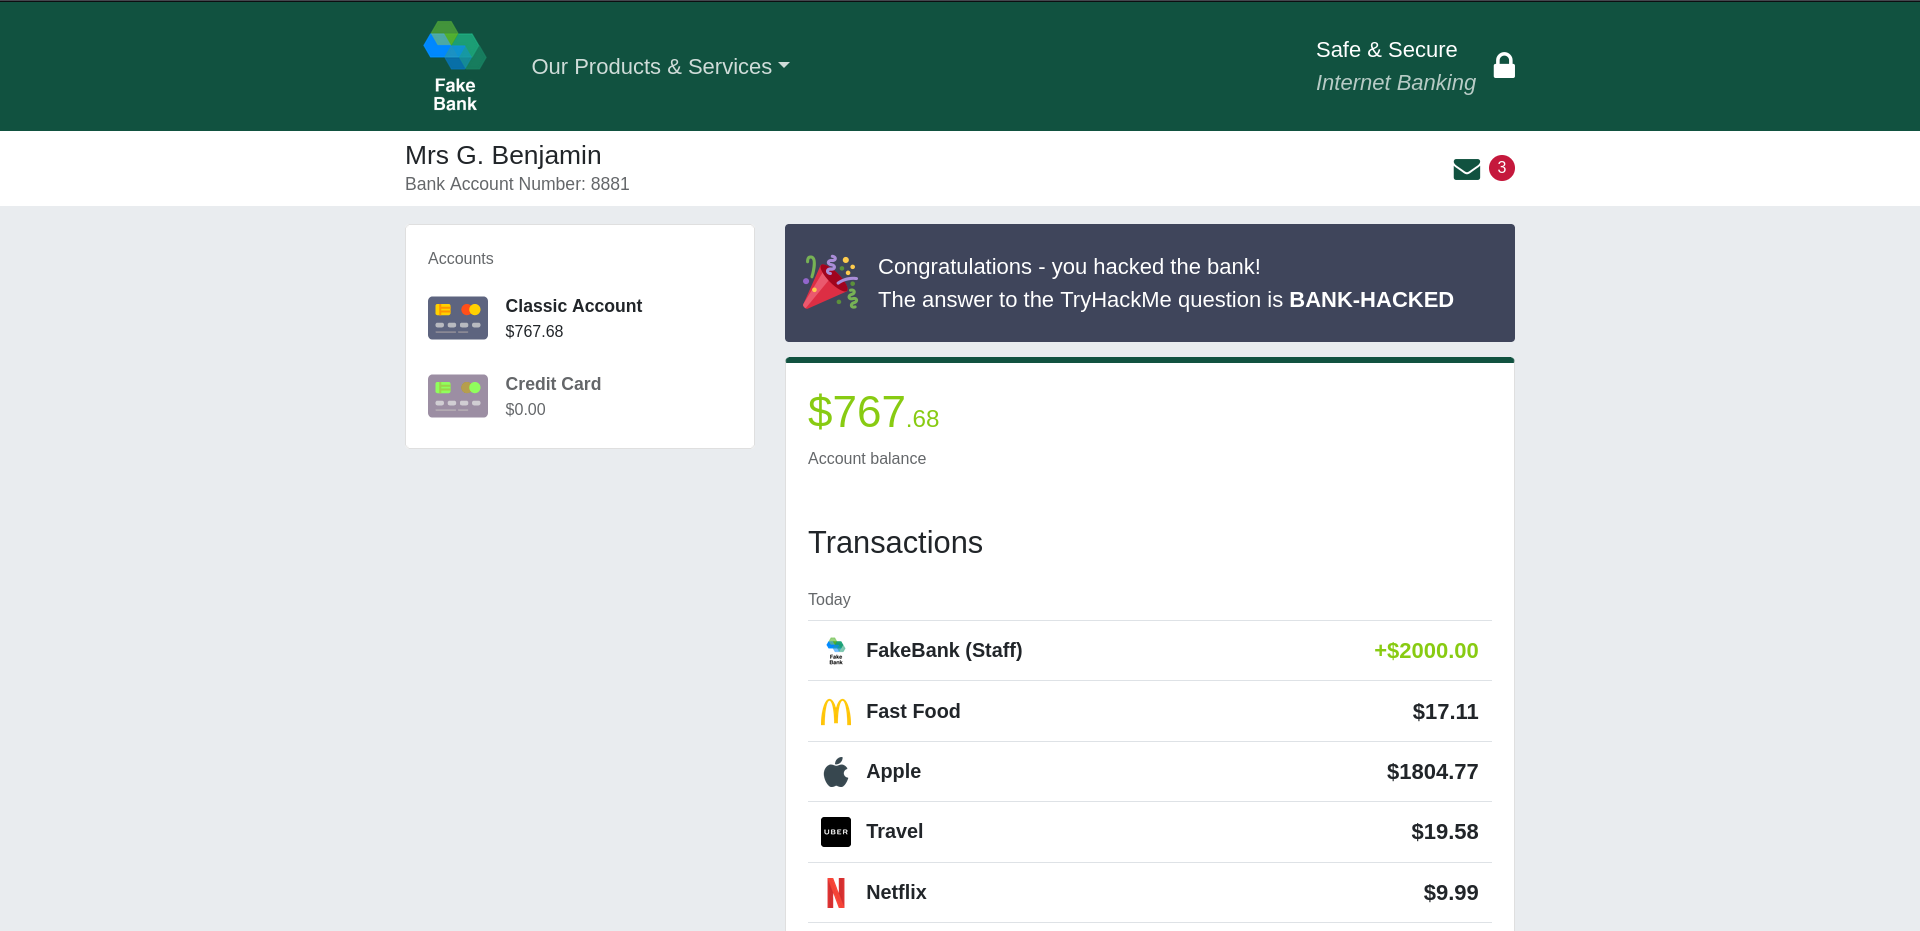 Fake
Bank
Our Products & Services
Safe & Secure
Internet Banking
Mrs G. Benjamin
Bank Account Number: 8881
3
Accounts
Classic Account
$767.68
Credit Card
$0.00
Congratulations - you hacked the bank!
The answer to the TryHackMe question is BANK-HACKED
$767.68
Account balance
Transactions
Today
Fake
Bank
FakeBank (Staff) +$2000.00
Fast Food $17.11
Apple $1804.77
UBER Travel $19.58
Netflix $9.99